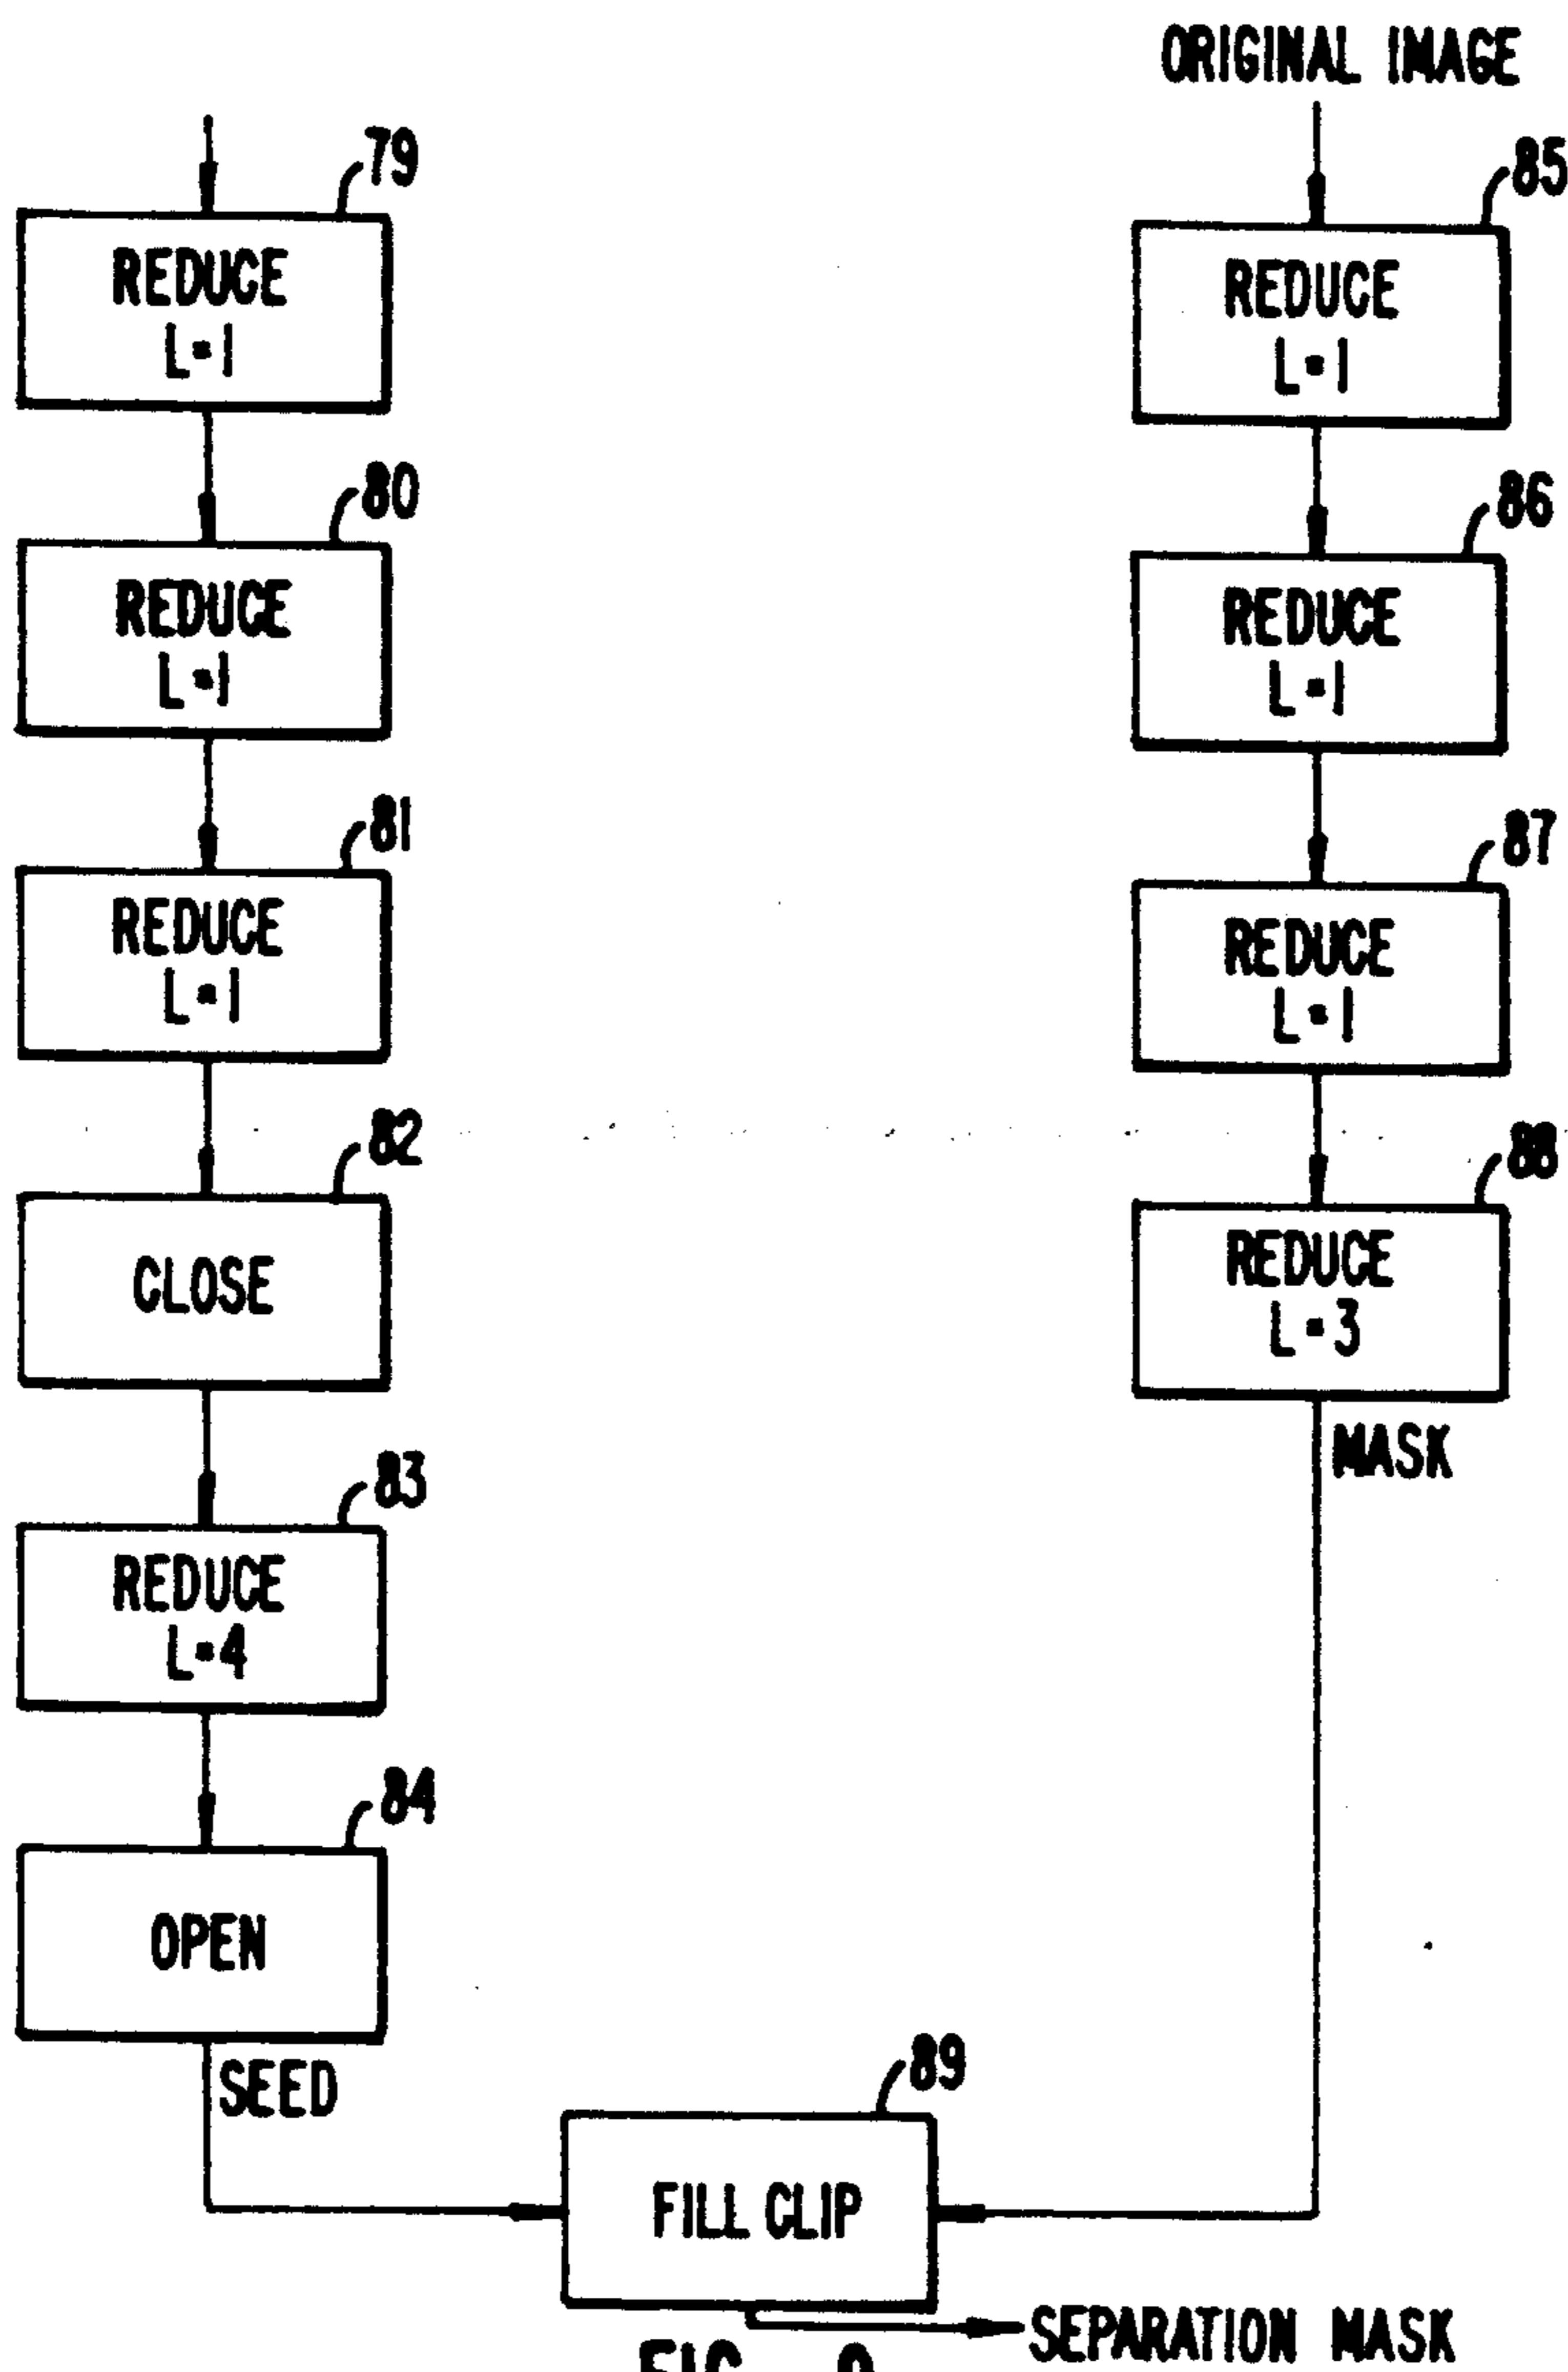 ORIGINAL IMAGE
79
REDUCE
L=1
80
REDUCE
L=1
81
REDUCE
L=1
82
CLOSE
83
REDUCE
L=4
84
OPEN
SEED
85
REDUCE
L=1
86
REDUCE
L=1
87
REDUCE
L=1
88
REDUCE
L=3
MASK
89
FILL CLIP
SEPARATION MASK
FIG.